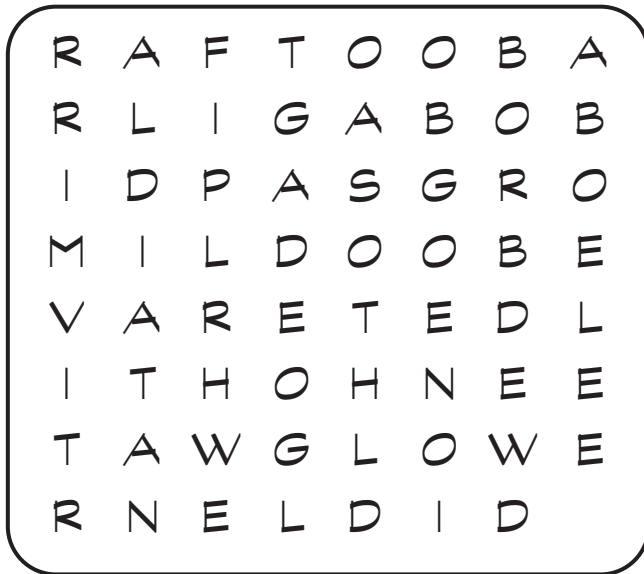 R A F T O O B A
R L I G A B O B
I D P A S G R O
M I L D O O B E
V A R E T E D L
I T H O H N E E
T A W G L O W E
R N E L D I D